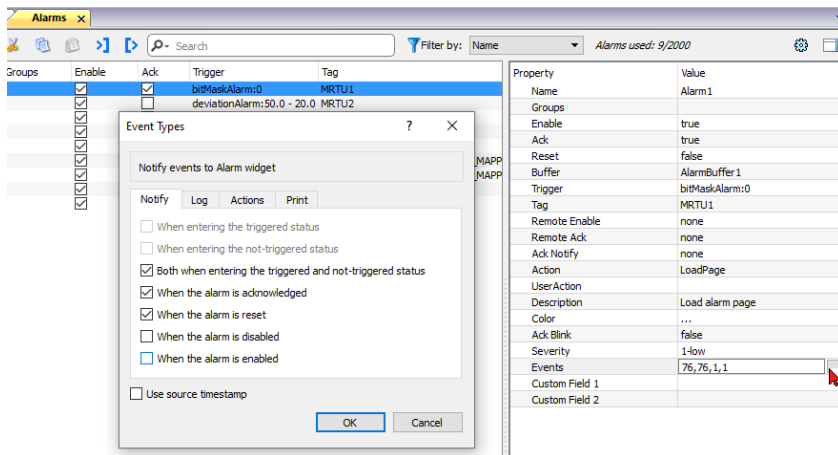 Alarms
Search
Filter by: Name
Alarms used: 9/2000
Groups Enable Ack Trigger Tag
bitMaskAlarm:0 MRTU1
deviationAlarm:50.0 - 20.0 MRTU2
_MAPP
_MAPP
Event Types ?
Notify events to Alarm widget
Notify Log Actions Print
When entering the triggered status
When entering the not-triggered status
Both when entering the triggered and not-triggered status
When the alarm is acknowledged
When the alarm is reset
When the alarm is disabled
When the alarm is enabled
Use source timestamp
OK Cancel
Property Value
Name Alarm1
Groups
Enable true
Ack true
Reset false
Buffer AlarmBuffer1
Trigger bitMaskAlarm:0
Tag MRTU1
Remote Enable none
Remote Ack none
Ack Notify none
Action LoadPage
UserAction
Description Load alarm page
Color ...
Ack Blink false
Severity 1-low
Events 76,76,1,1
Custom Field 1
Custom Field 2